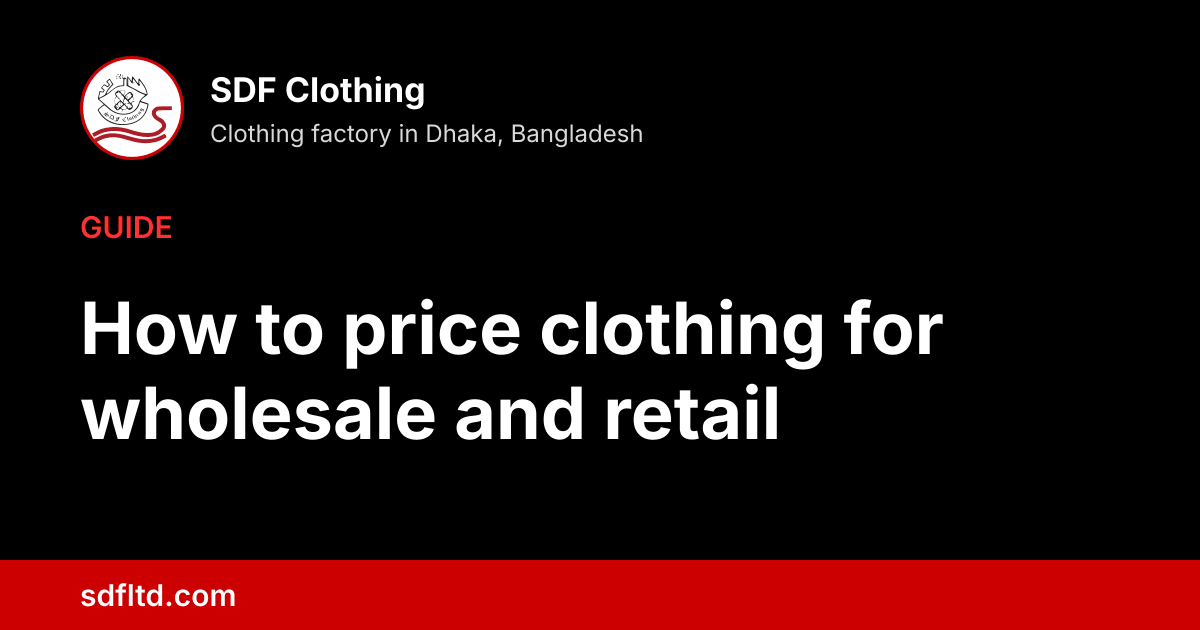 SDF Clothing
Clothing factory in Dhaka, Bangladesh
GUIDE
How to price clothing for
wholesale and retail
sdfltd.com